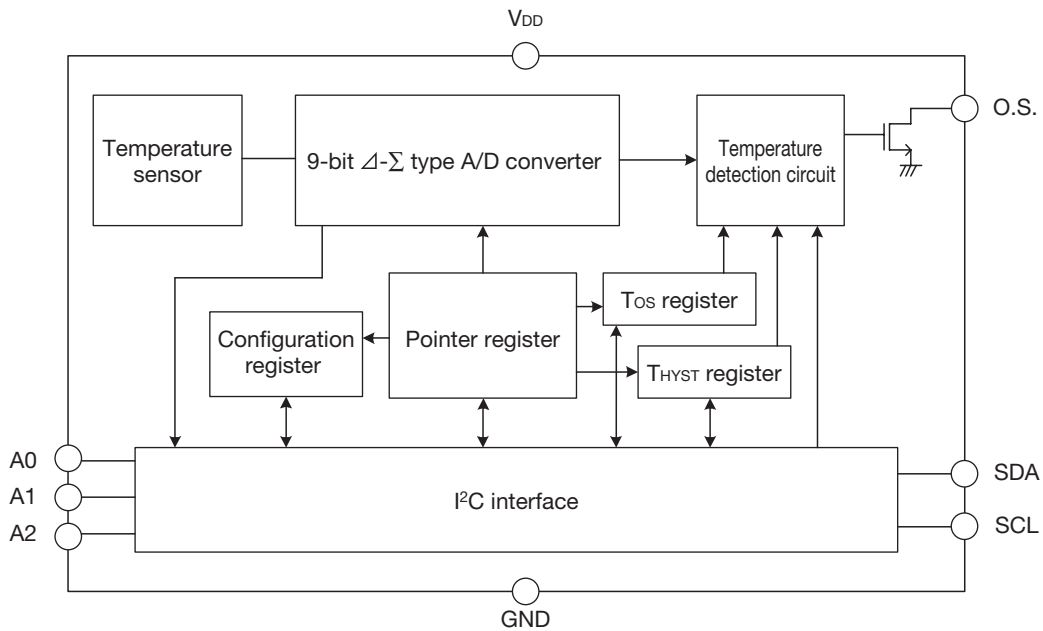 VDD
O.S.
Temperature
sensor
9-bit Δ-Σ type A/D converter
Temperature
detection circuit
TOS register
Configuration
register
Pointer register
THYST register
A0
A1
A2
I²C interface
SDA
SCL
GND